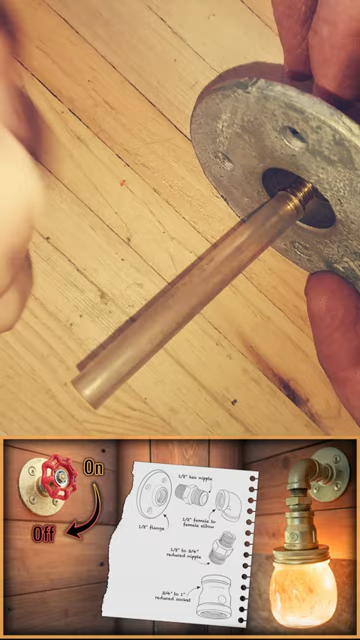 On
Off
1/2" hex nipple
1/2" flange
1/2" female to
female elbow
1/2" to 3/4"
reduced nipple
3/4" to 1"
reduced socket